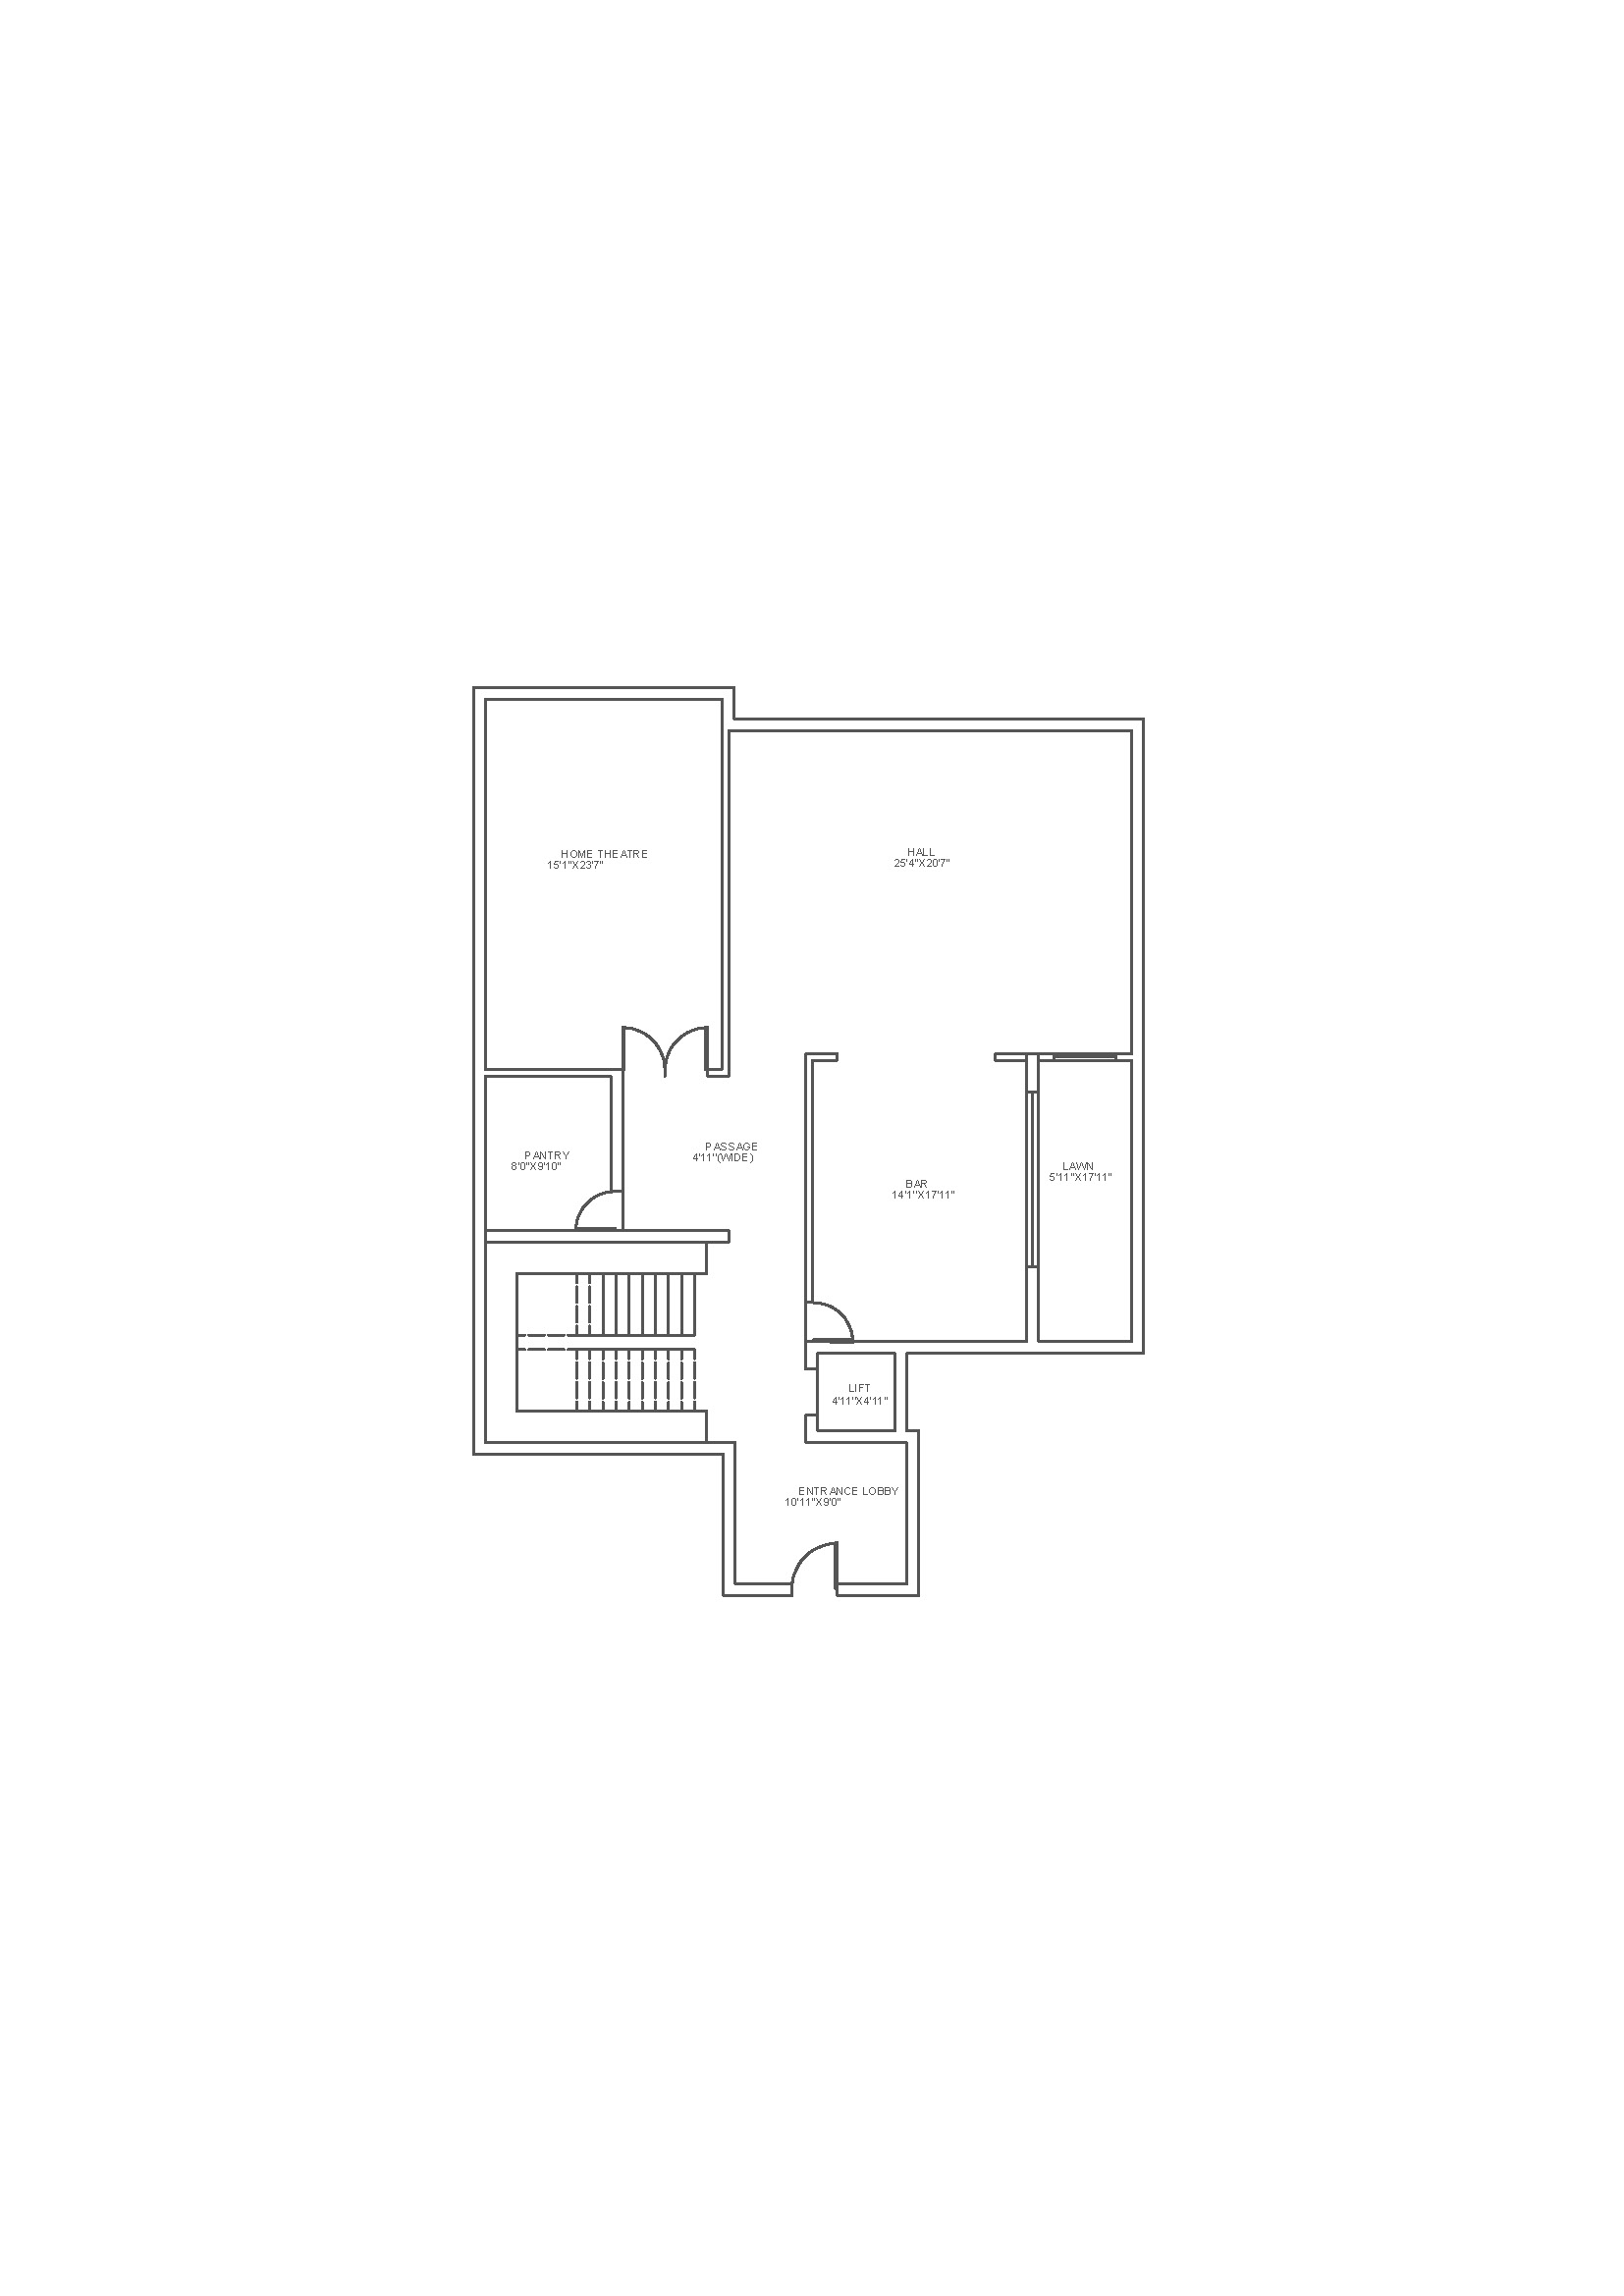 HOME THEATRE
15'1"X23'7"
HALL
25'4"X20'7"
PASSAGE
4'11"(WIDE)
PANTRY
8'0"X9'10"
LAWN
5'11"X17'11"
BAR
14'1"X17'11"
LIFT
4'11"X4'11"
ENTRANCE LOBBY
10'11"X9'0"